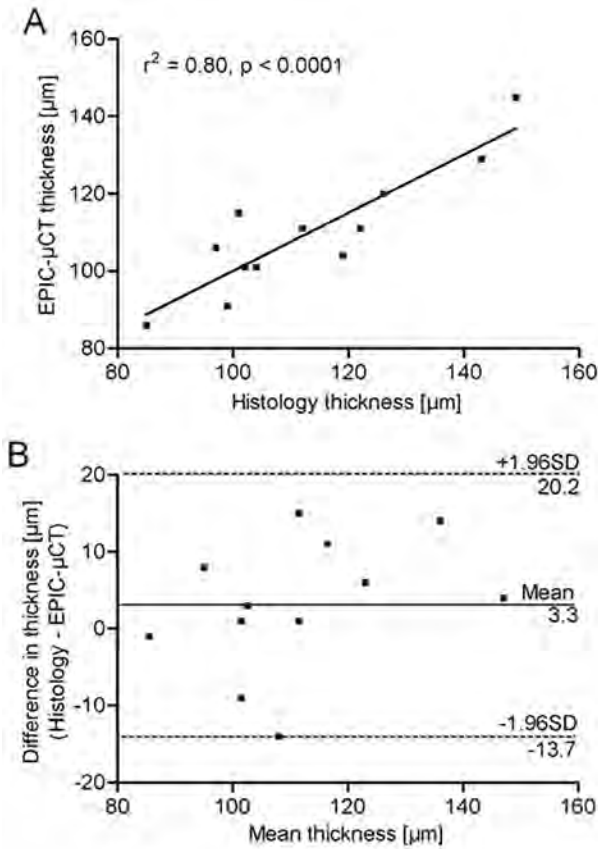 A
r² = 0.80, p < 0.0001
EPIC-µCT thickness [µm]
160
140
120
100
80
80 100 120 140 160
Histology thickness [µm]
B
Difference in thickness [µm]
(Histology - EPIC-µCT)
20
10
0
-10
-20
+1.96SD
20.2
Mean
3.3
-1.96SD
-13.7
80 100 120 140 160
Mean thickness [µm]